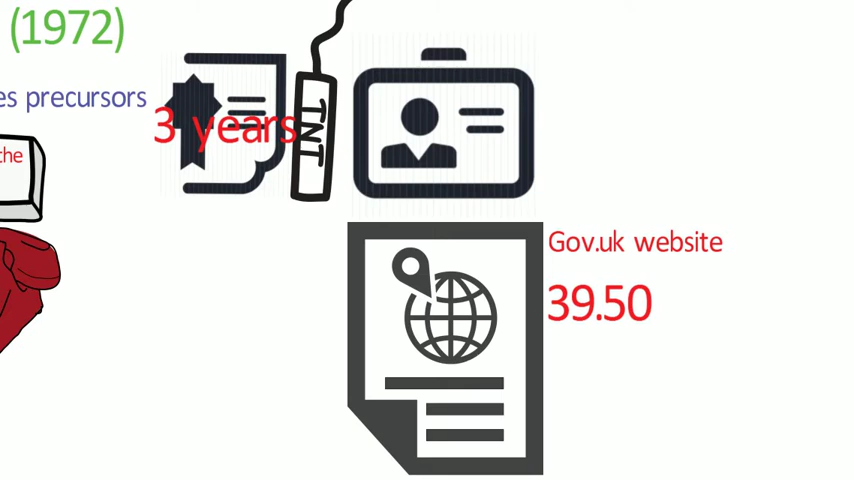 (1972)
es precursors
3 years
TNT
the
Gov.uk website
39.50